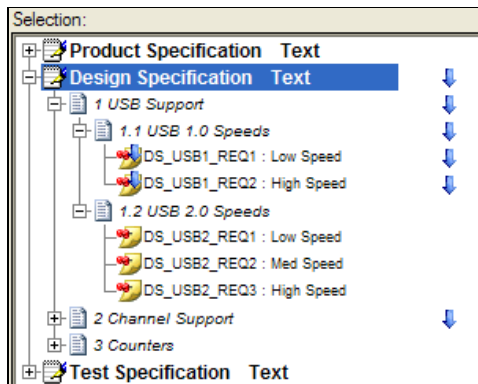 Selection:
Product Specification Text
Design Specification Text
1 USB Support
1.1 USB 1.0 Speeds
DS_USB1_REQ1 : Low Speed
DS_USB1_REQ2 : High Speed
1.2 USB 2.0 Speeds
DS_USB2_REQ1 : Low Speed
DS_USB2_REQ2 : Med Speed
DS_USB2_REQ3 : High Speed
2 Channel Support
3 Counters
Test Specification Text